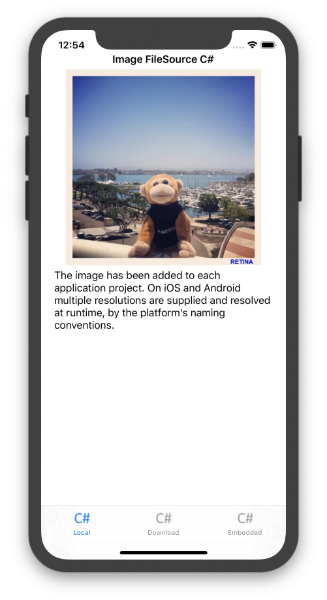 12:54
Image FileSource C#
RETINA
The image has been added to each
application project. On iOS and Android
multiple resolutions are supplied and resolved
at runtime, by the platform's naming
conventions.
C# C# C#
Local Download Embedded